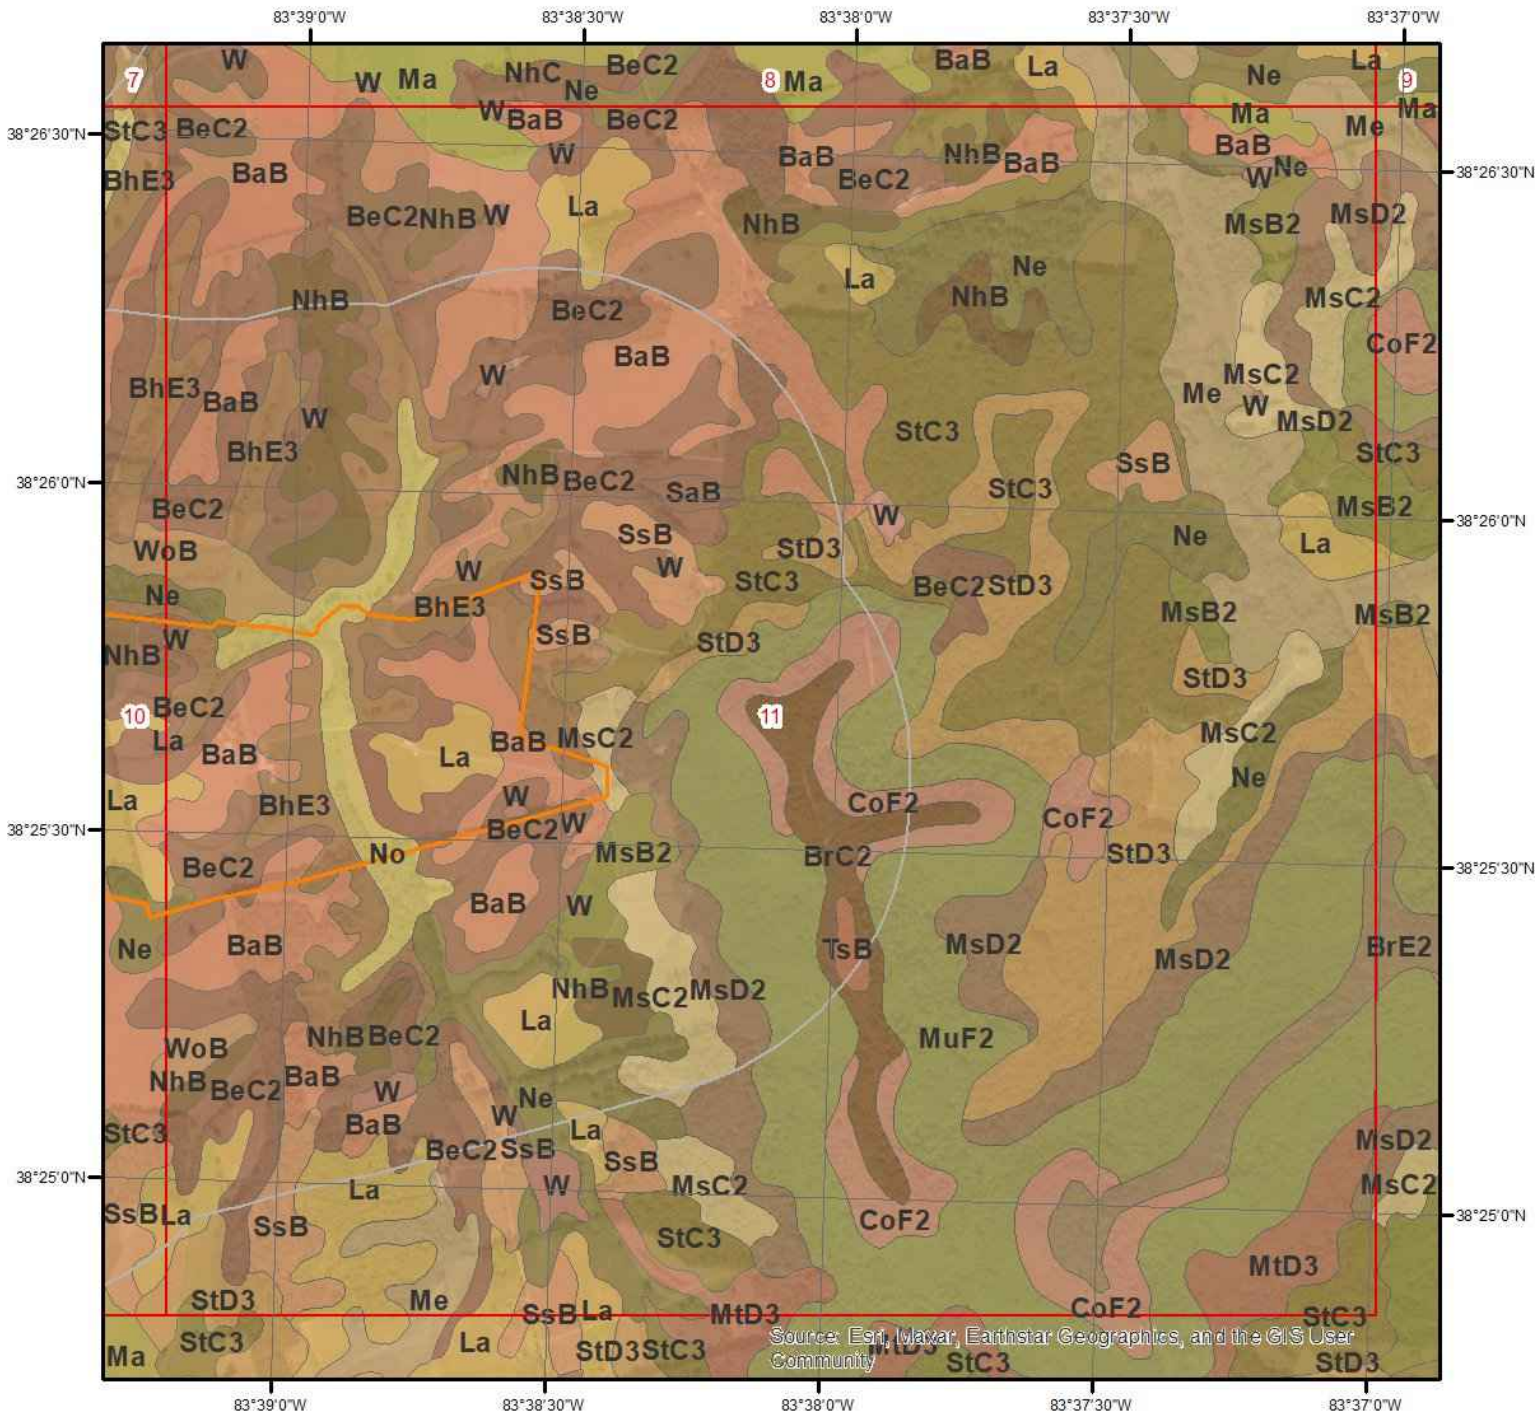 83°39'0"W 83°38'30"W 83°38'0"W 83°37'30"W 83°37'0"W
W BaB La La
7 W Ma NhC BeC2 Ne 8 Ma Ne 9
38°26'30"N StC3 BeC2 W BaB BeC2 Ma Me Ma
BhE3 BaB W BaB BeC2 NhB BaB BaB W Ne 38°26'30"N
BeC2 NhB W La NhB MsB2 MsD2
NhB BeC2 La NhB Ne MsC2
BaB CoF2
BhE3 BaB W W Me MsC2 W MsD2
BhE3 StC3 SsB StC3
38°26'0"N BeC2 NhB BeC2 SaB StC3 MsB2
WoB SsB StD3 W Ne La 38°26'0"N
Ne W BhE3 SsB W StC3 BeC2 StD3 MsB2 MsB2
NhB W SsB StD3 StD3
10 BeC2 La BaB La BaB MsC2 11 MsC2
La BhE3 W CoF2 CoF2 Ne
38°25'30"N BeC2 No BeC2 W MsB2 BrC2 StD3
BaB W 38°25'30"N
Ne BaB TsB MsD2 MsD2 BrE2
NhB MsC2 MsD2
WoB NhB BeC2 La MuF2
NhB BeC2 BaB W Ne
StC3 BaB W La MsD2
38°25'0"N La BeC2 SsB W SsB MsC2 MsC2
SsB La SsB StC3 CoF2 38°25'0"N
StD3 Me SsB La MtD3 CoF2 MtD3 StC3
Ma StC3 La StD3 StC3 MtD3 StC3 StD3
Source: Esri, Maxar, Earthstar Geographics, and the GIS User
Community
83°39'0"W 83°38'30"W 83°38'0"W 83°37'30"W 83°37'0"W